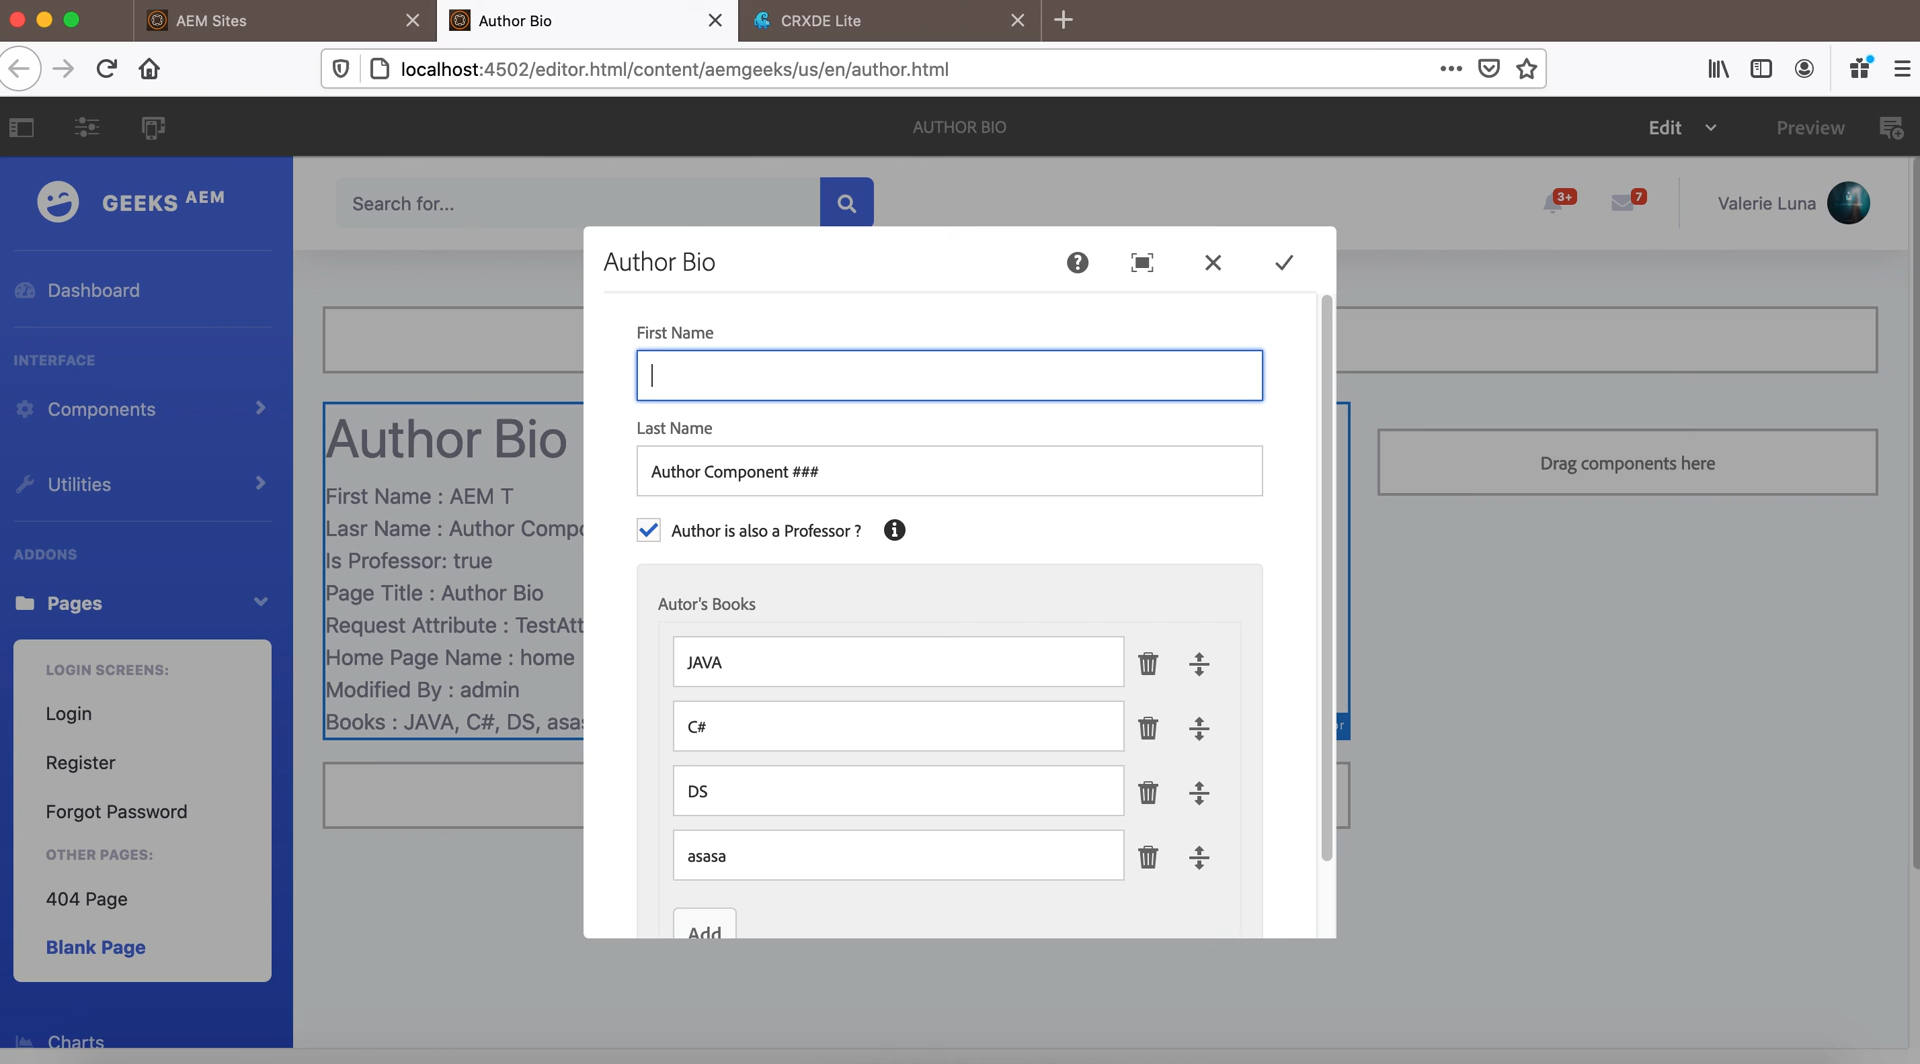 AEM Sites
Author Bio
CRXDE Lite
localhost:4502/editor.html/content/aemgeeks/us/en/author.html
AUTHOR BIO
Edit
Preview
GEEKS AEM
Search for...
3+
7
Valerie Luna
Dashboard
INTERFACE
Components
Utilities
ADDONS
Pages
LOGIN SCREENS:
Login
Register
Forgot Password
OTHER PAGES:
404 Page
Blank Page
Charts
Author Bio
First Name : AEM T
Lasr Name : Author Compo
Is Professor: true
Page Title : Author Bio
Request Attribute : TestAtt
Home Page Name : home
Modified By : admin
Books : JAVA, C#, DS, asas
Drag components here
Author Bio
First Name
Last Name
Author Component ###
Author is also a Professor ?
Autor's Books
JAVA
C#
DS
asasa
Add